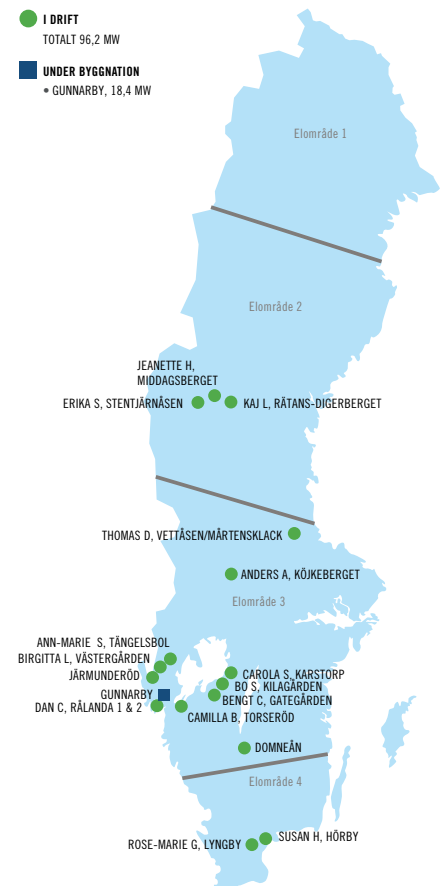 I DRIFT
TOTALT 96,2 MW
UNDER BYGGNATION
• GUNNARBY, 18,4 MW
Elområde 1
Elområde 2
JEANETTE H,
MIDDAGSBERGET
ERIKA S, STENTJÄRNÅSEN
KAJ L, RÄTANS-DIGERBERGET
THOMAS D, VETTÅSEN/MÅRTENSKLACK
ANDERS A, KÖJKEBERGET
Elområde 3
ANN-MARIE S, TÄNGELSBOL
BIRGITTA L, VÄSTERGÅRDEN
JÄRMUNDERÖD
GUNNARBY
DAN C, RÅLANDA 1 & 2
CAROLA S, KARSTORP
BO S, KILAGÅRDEN
BENGT C, GATEGÅRDEN
CAMILLA B, TORSERÖD
DOMNEÅN
Elområde 4
SUSAN H, HÖRBY
ROSE-MARIE G, LYNGBY